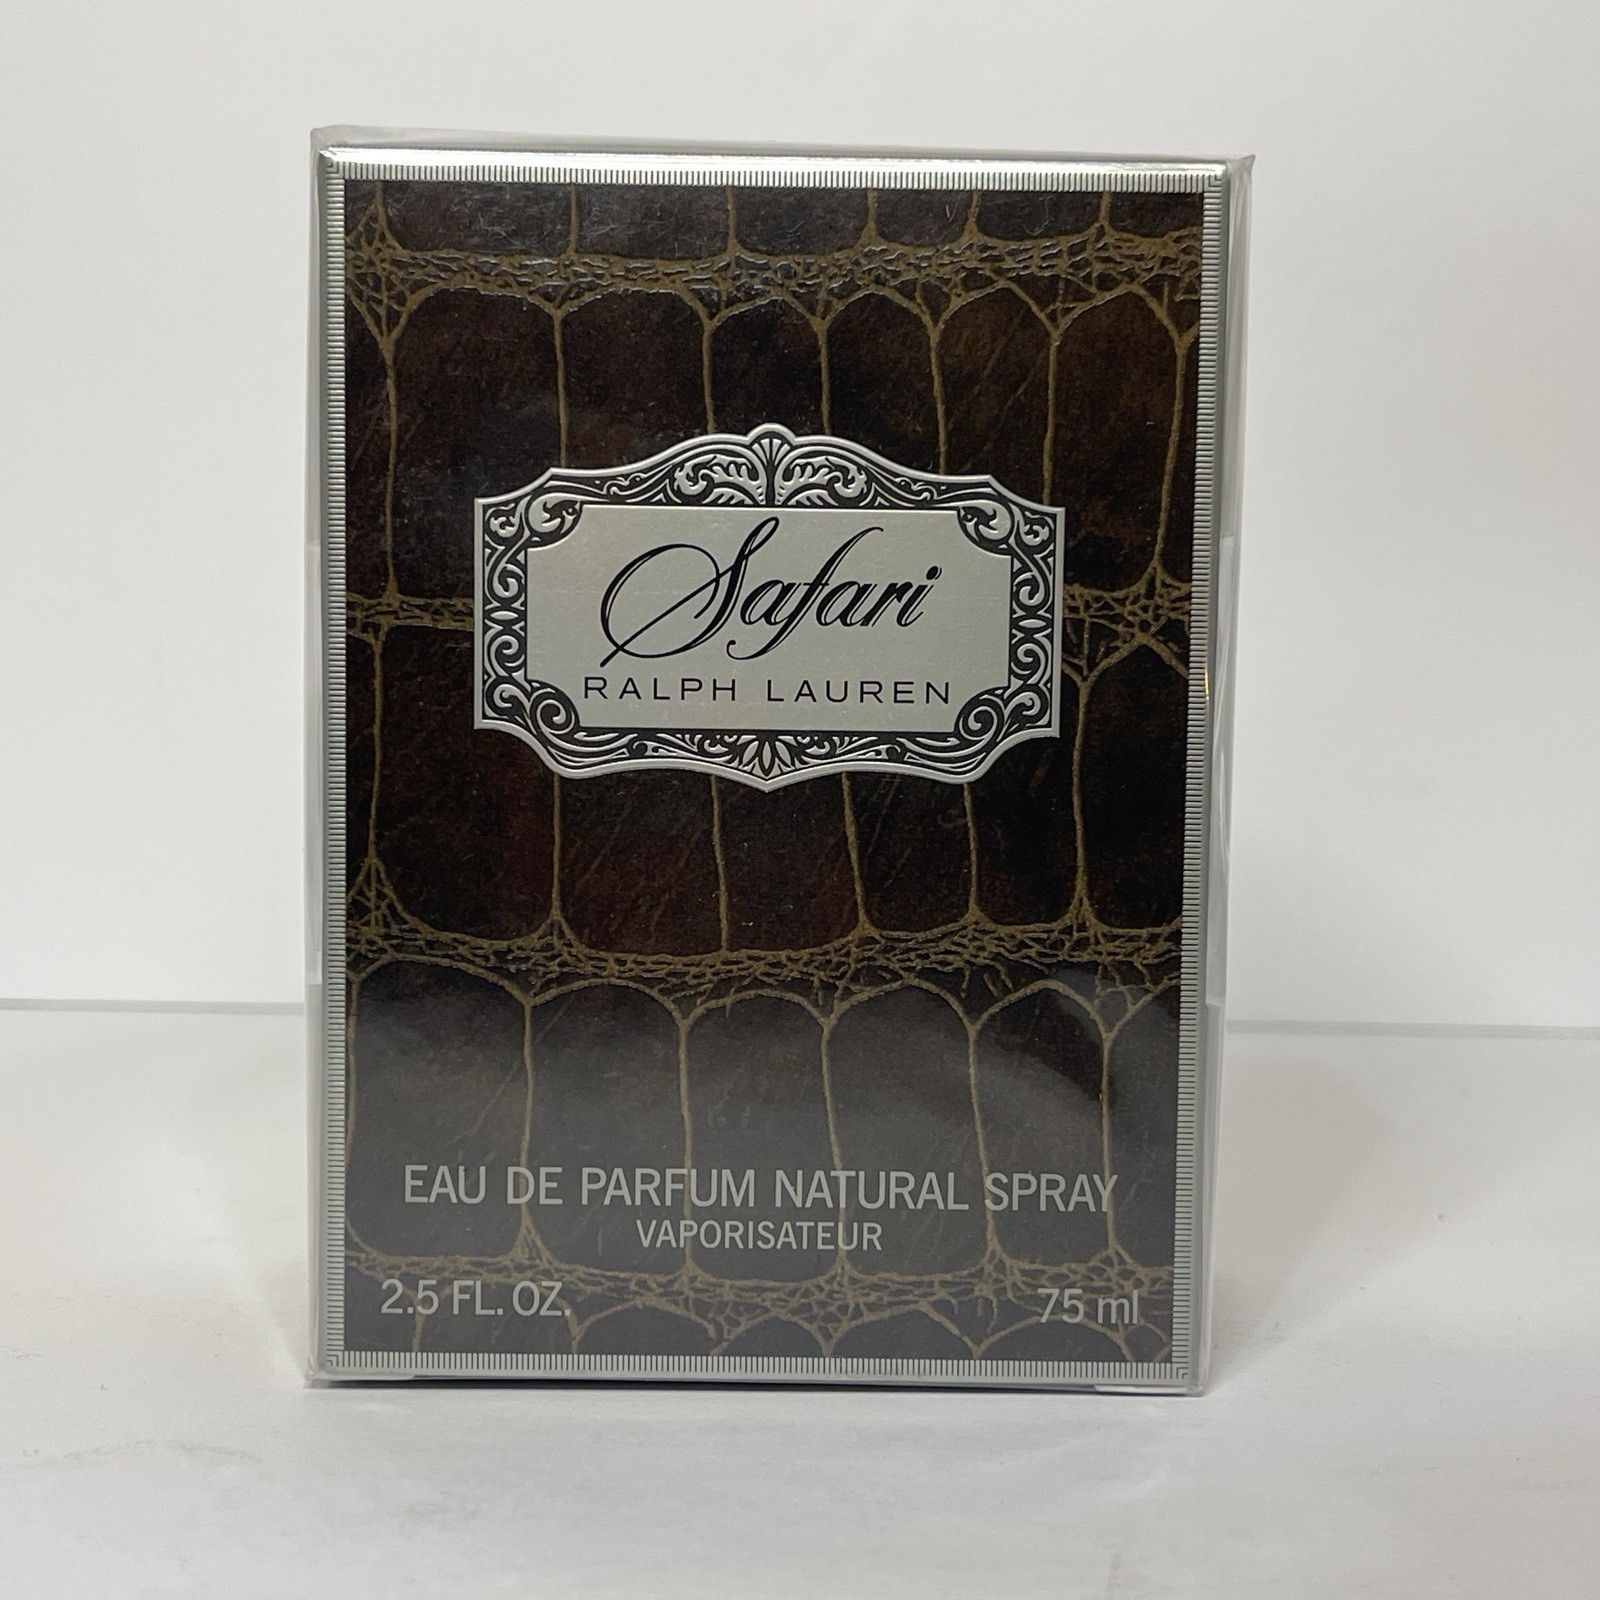 Safari
RALPH LAUREN
EAU DE PARFUM NATURAL SPRAY
VAPORISATEUR
2.5 FL. OZ. 75 ml